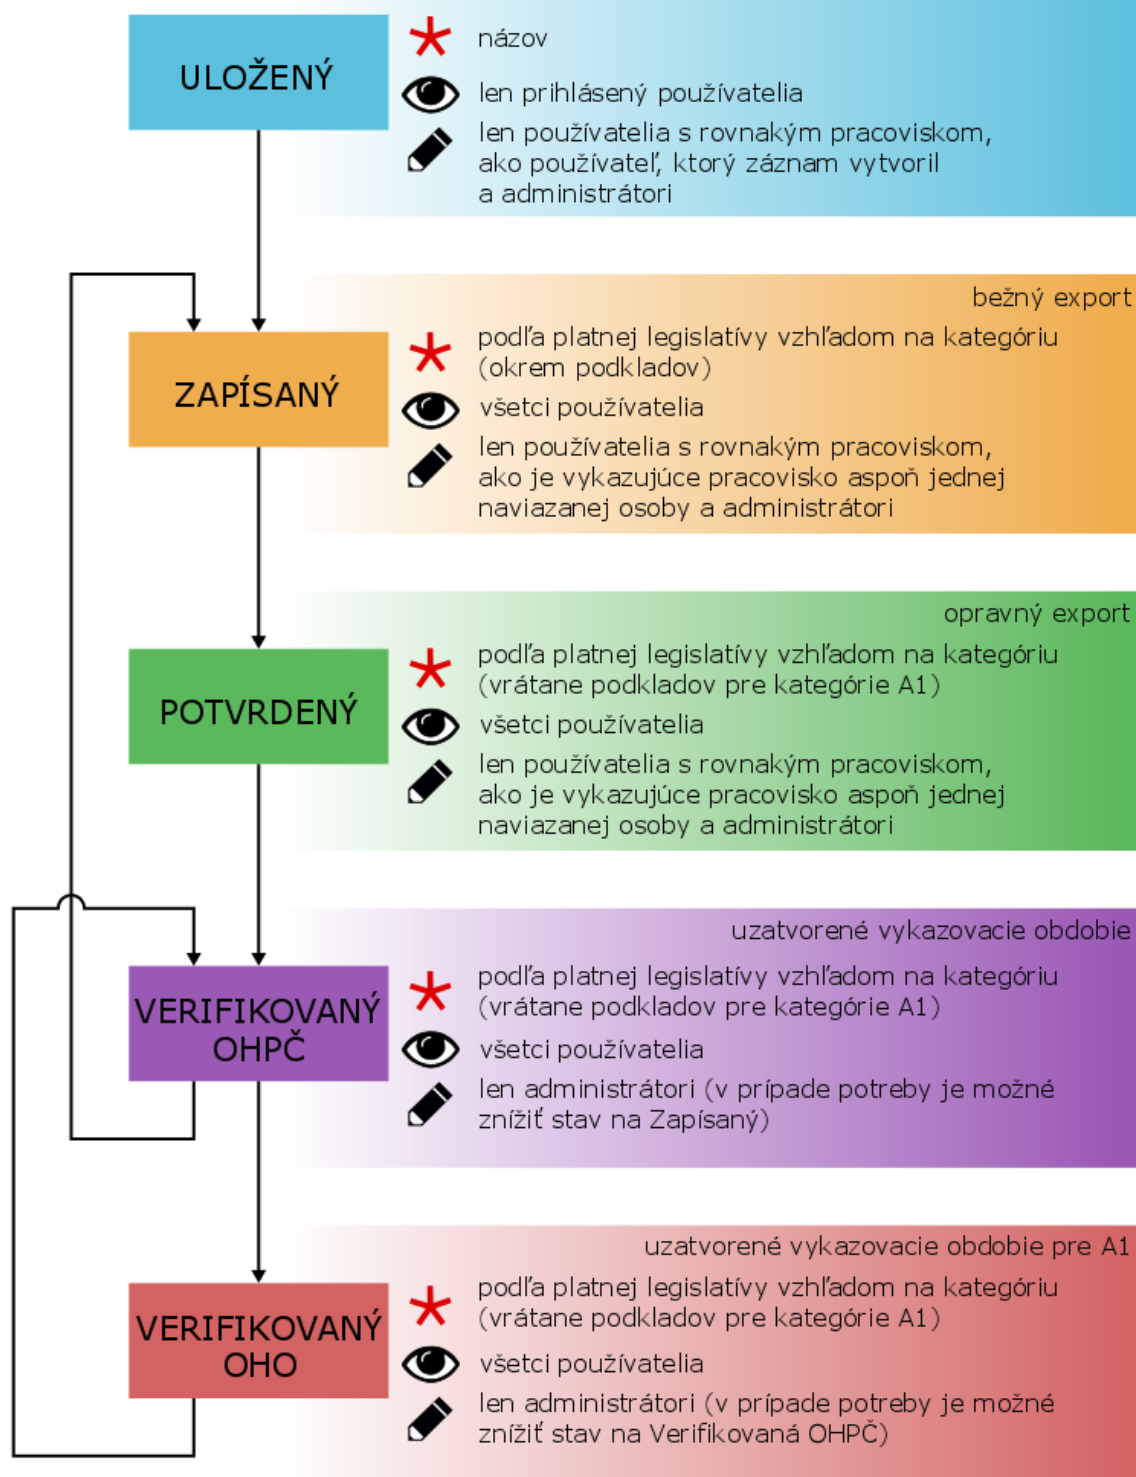 ULOŽENÝ
názov
len prihlásený používatelia
len používatelia s rovnakým pracoviskom,
ako používateľ, ktorý záznam vytvoril
a administrátori
bežný export
ZAPÍSANÝ
podľa platnej legislatívy vzhľadom na kategóriu
(okrem podkladov)
všetci používatelia
len používatelia s rovnakým pracoviskom,
ako je vykazujúce pracovisko aspoň jednej
naviazanej osoby a administrátori
opravný export
POTVRDENÝ
podľa platnej legislatívy vzhľadom na kategóriu
(vrátane podkladov pre kategórie A1)
všetci používatelia
len používatelia s rovnakým pracoviskom,
ako je vykazujúce pracovisko aspoň jednej
naviazanej osoby a administrátori
uzatvorené vykazovacie obdobie
VERIFIKOVANÝ
OHPČ
podľa platnej legislatívy vzhľadom na kategóriu
(vrátane podkladov pre kategórie A1)
všetci používatelia
len administrátori (v prípade potreby je možné
znížiť stav na Zapísaný)
uzatvorené vykazovacie obdobie pre A1
VERIFIKOVANÝ
OHO
podľa platnej legislatívy vzhľadom na kategóriu
(vrátane podkladov pre kategórie A1)
všetci používatelia
len administrátori (v prípade potreby je možné
znížiť stav na Verifikovaná OHPČ)